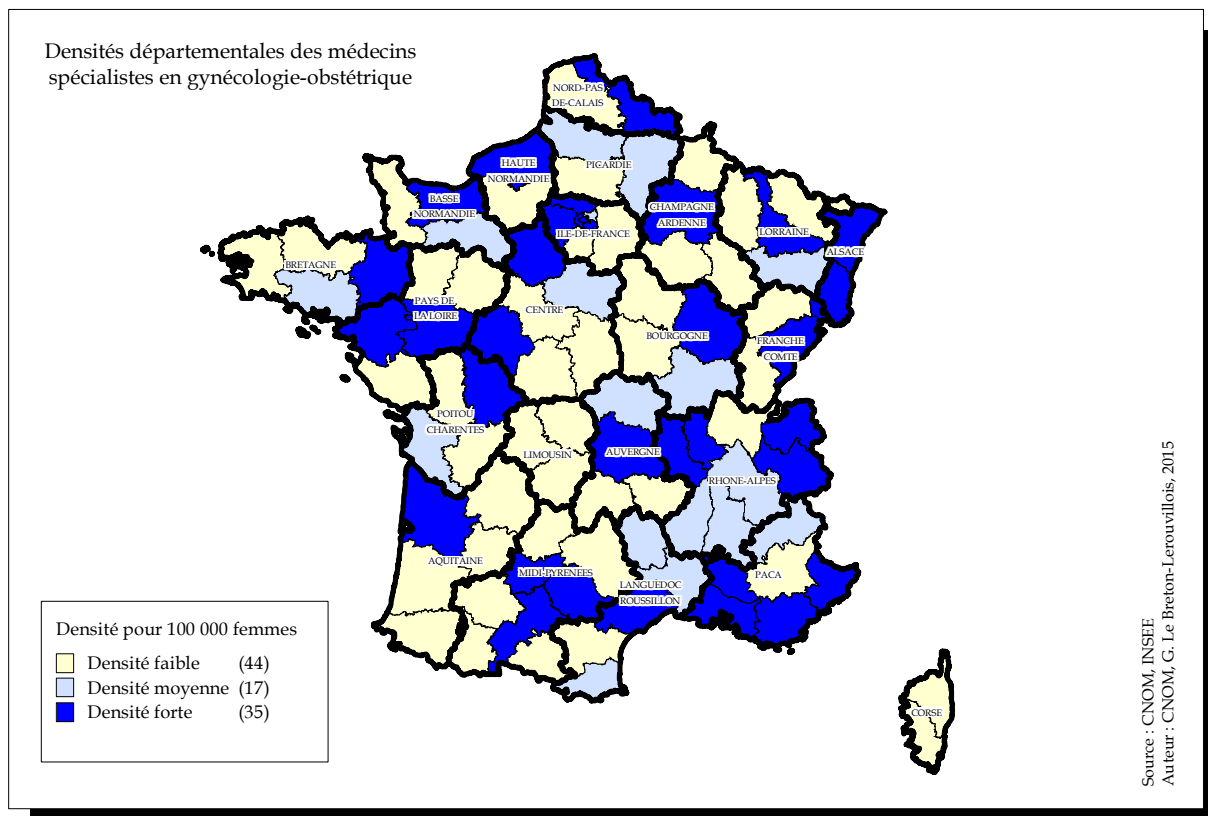 Densités départementales des médecins
spécialistes en gynécologie-obstétrique
NORD-PAS
DE-CALAIS
HAUTE
NORMANDIE
PICARDIE
BASSE
NORMANDIE
ILE-DE-FRANCE
CHAMPAGNE
ARDENNE
LORRAINE
ALSACE
BRETAGNE
PAYS DE
LA LOIRE
CENTRE
BOURGOGNE
FRANCHE
COMTE
POITOU
CHARENTES
LIMOUSIN
AUVERGNE
RHONE-ALPES
AQUITAINE
MIDI-PYRENEES
LANGUEDOC
ROUSSILLON
PACA
CORSE
Densité pour 100 000 femmes
Densité faible (44)
Densité moyenne (17)
Densité forte (35)
Source : CNOM, INSEE
Auteur : CNOM, G. Le Breton-Lerouvillois, 2015